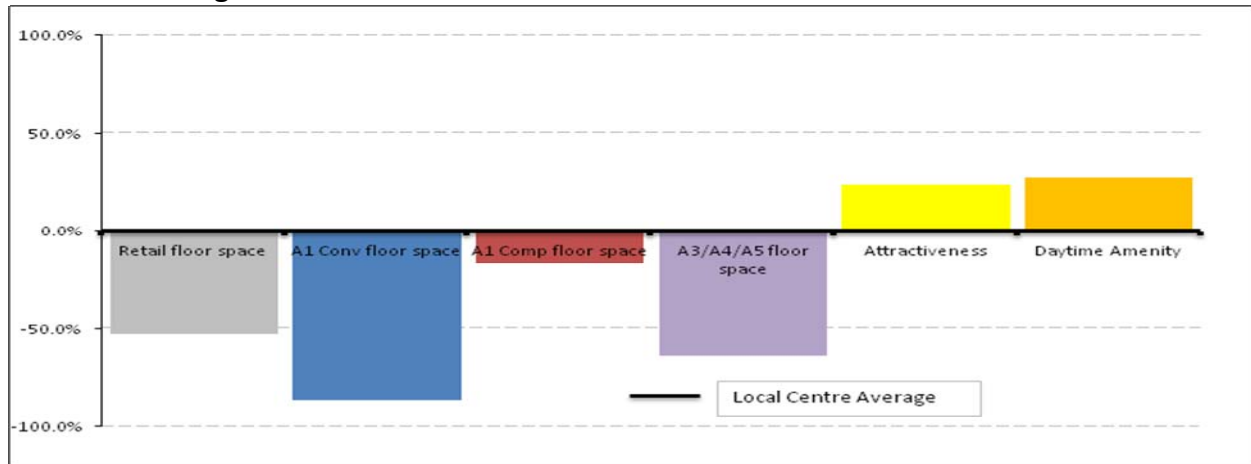 100.0%
50.0%
0.0%
Retail floor space
A1 Conv floor space
A1 Comp floor space
A3/A4/A5 floor
space
Attractiveness
Daytime Amenity
-50.0%
Local Centre Average
-100.0%